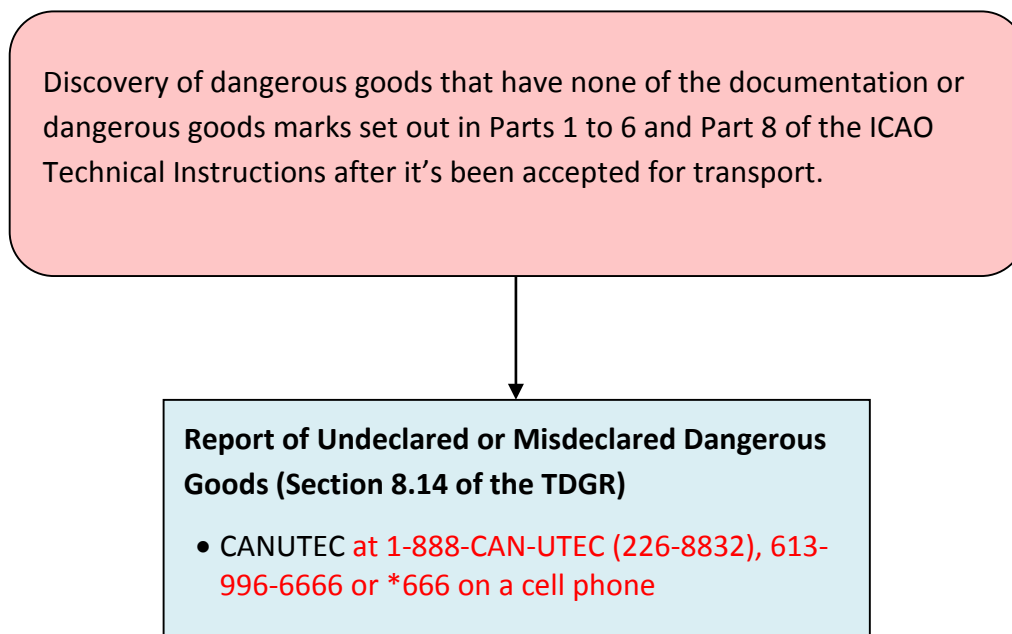 Discovery of dangerous goods that have none of the documentation or
dangerous goods marks set out in Parts 1 to 6 and Part 8 of the ICAO
Technical Instructions after it’s been accepted for transport.
Report of Undeclared or Misdeclared Dangerous
Goods (Section 8.14 of the TDGR)
• CANUTEC at 1-888-CAN-UTEC (226-8832), 613-
996-6666 or *666 on a cell phone